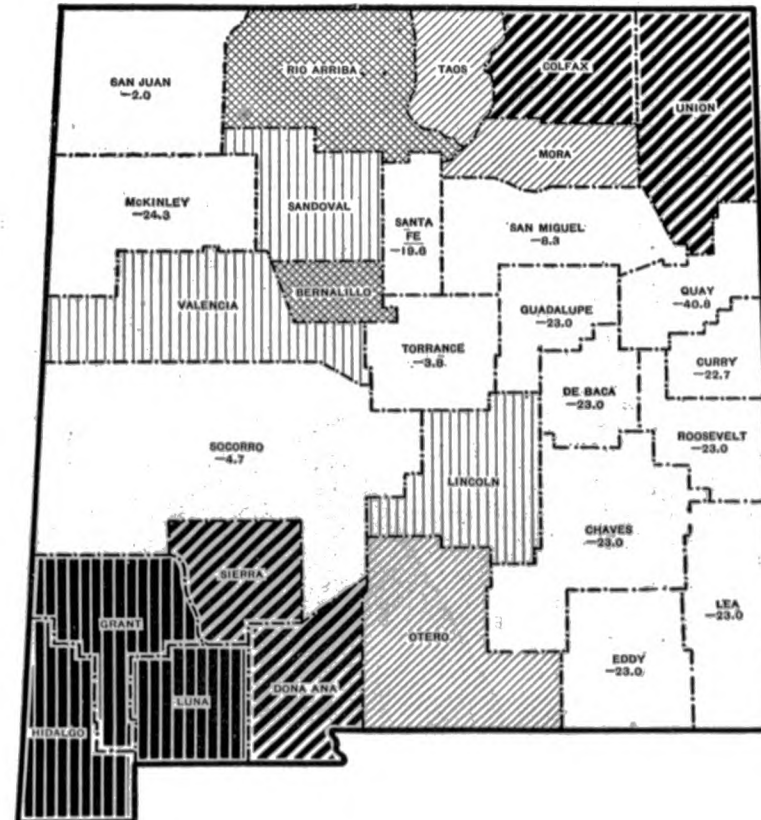 SAN JUAN
-2.0
RIO ARRIBA
TAOS
COLFAX
UNION
MORA
McKINLEY
-24.3
SANDOVAL
SANTA
FE
-19.6
SAN MIGUEL
-8.3
VALENCIA
BERNALILLO
QUAY
-40.8
GUADALUPE
-23.0
TORRANCE
-3.8
CURRY
-22.7
DE BACA
-23.0
ROOSEVELT
-23.0
SOCORRO
-4.7
LINCOLN
CHAVES
-23.0
SIERRA
LEA
-23.0
GRANT
OTERO
EDDY
-23.0
DONA ANA
LUNA
HIDALGO